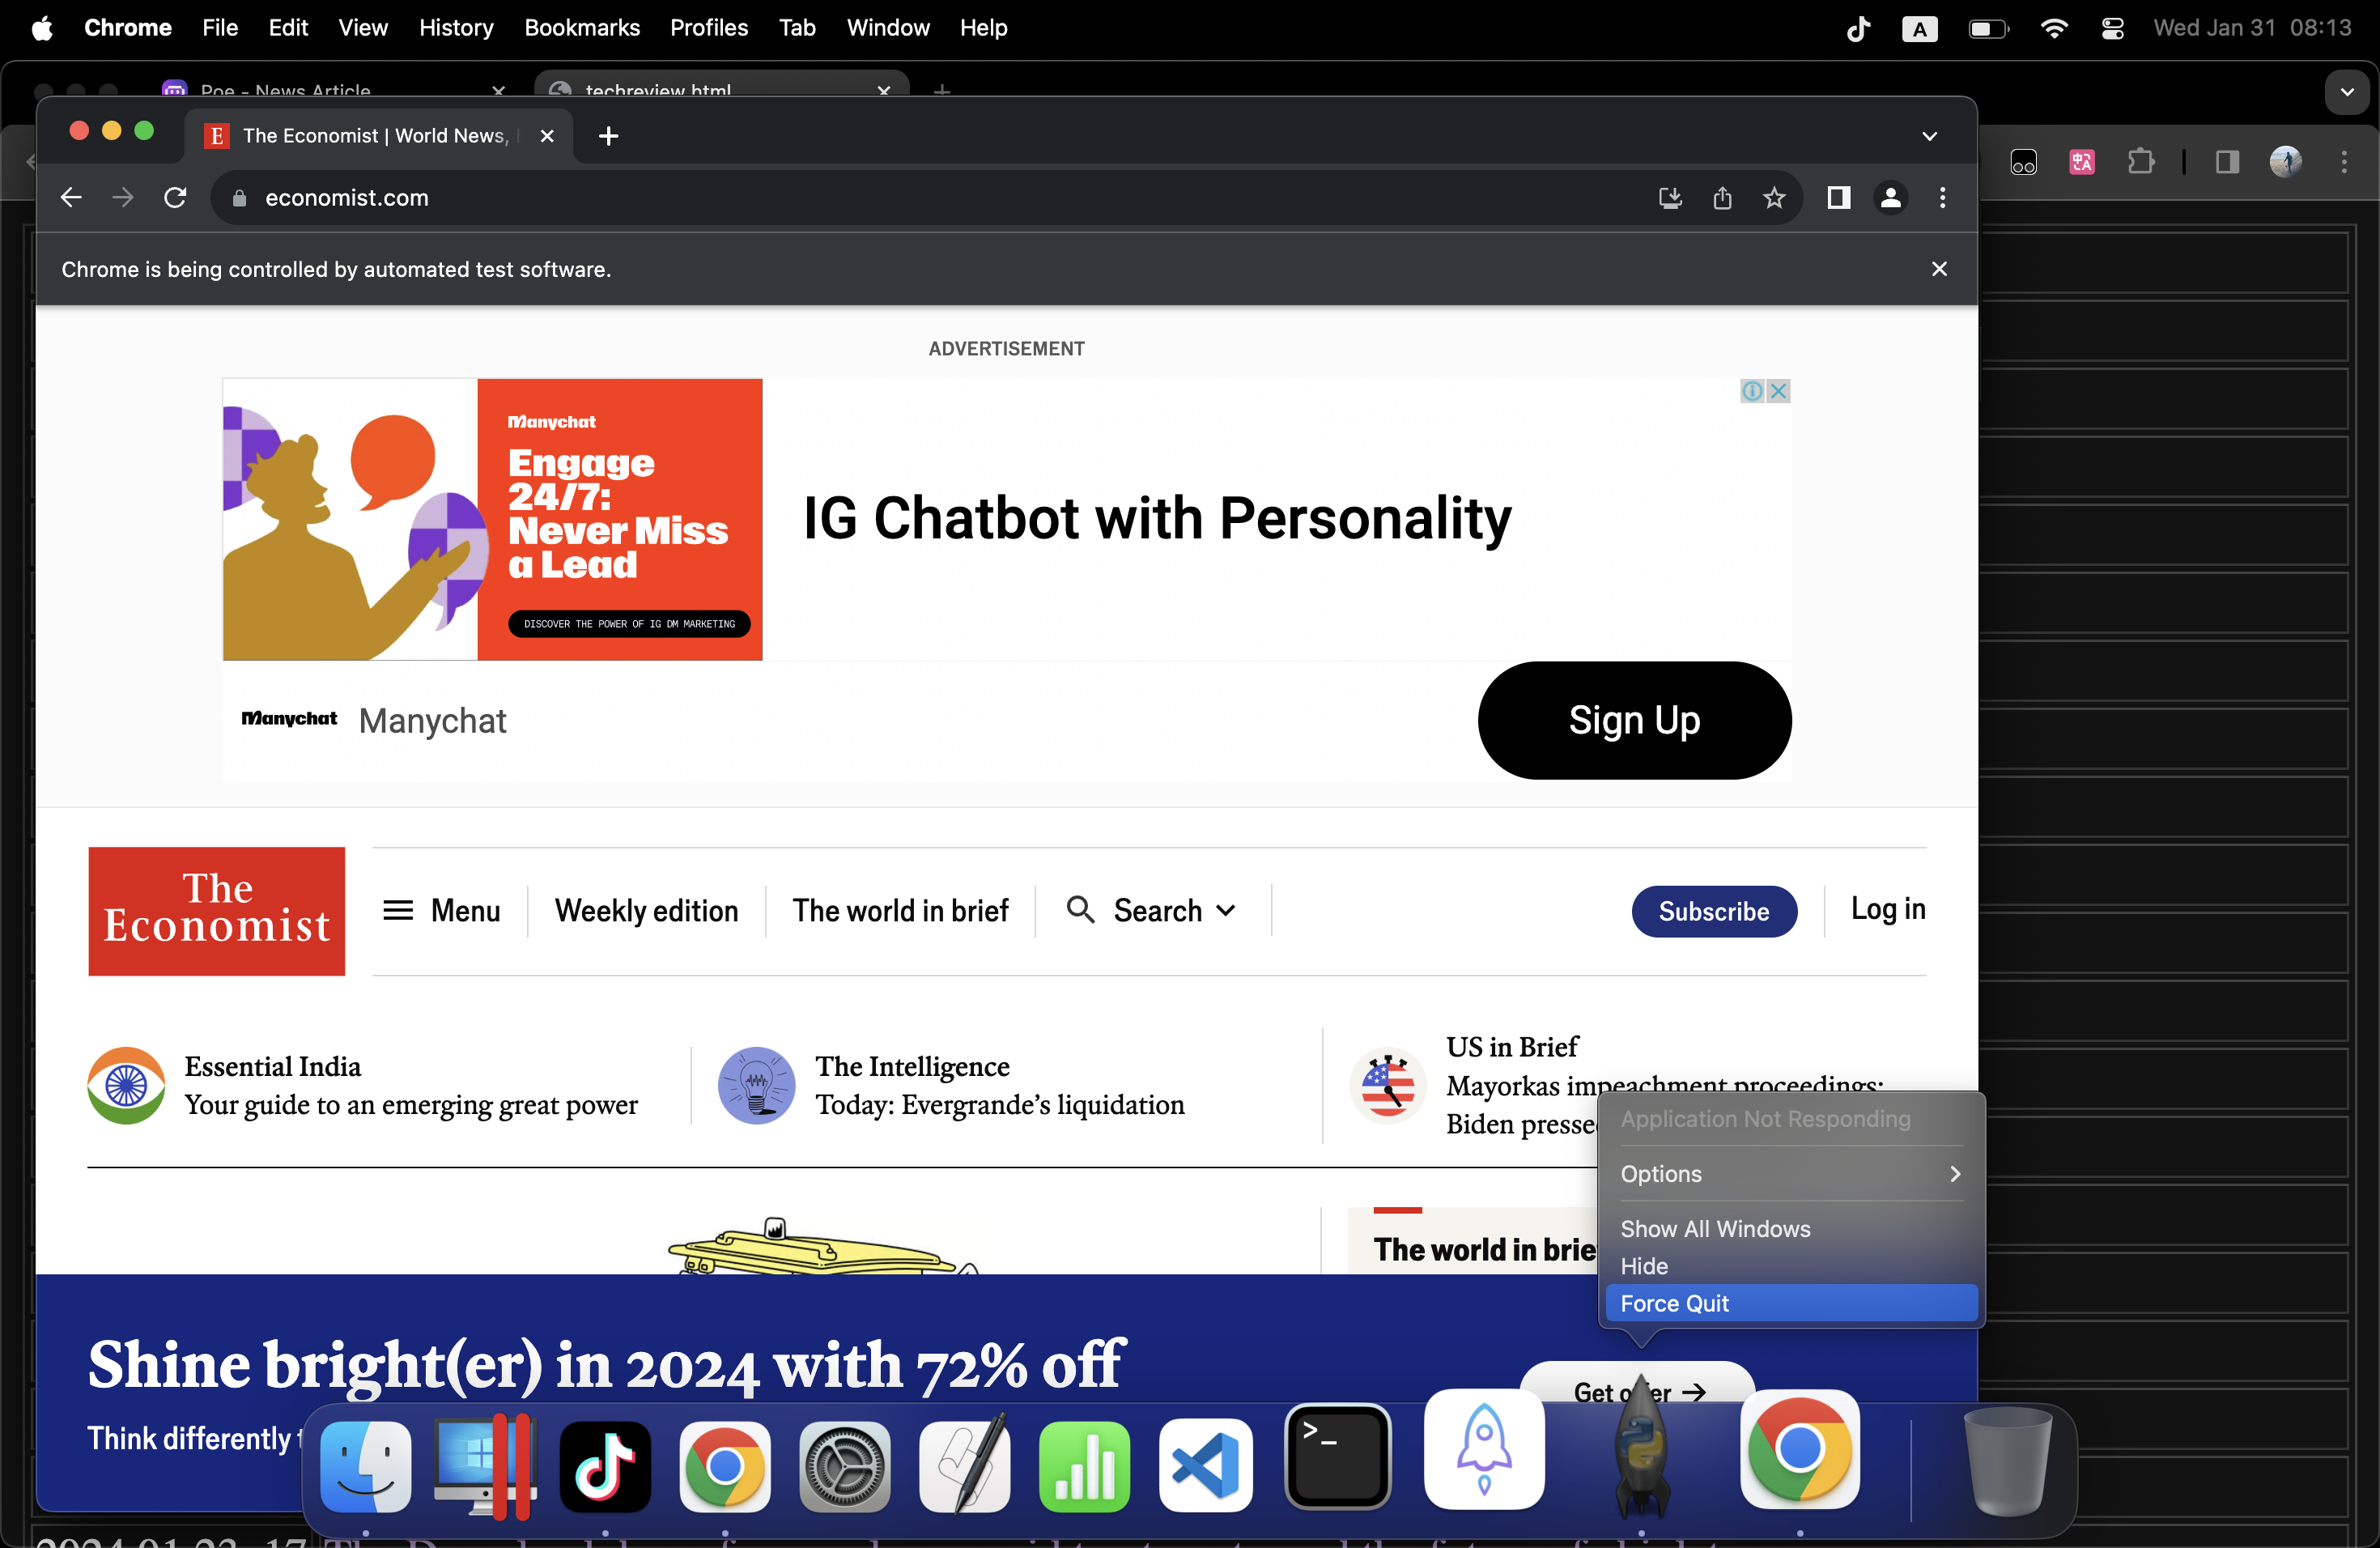 Chrome File Edit View History Bookmarks Profiles Tab Window Help
A
Wed Jan 31 08:13
Poe - News Article
techreview.html
The Economist | World News,
economist.com
Chrome is being controlled by automated test software.
ADVERTISEMENT
Manychat
Engage
24/7:
Never Miss
a Lead
DISCOVER THE POWER OF IG DM MARKETING
IG Chatbot with Personality
Manychat
Manychat
Sign Up
The
Economist
Menu
Weekly edition
The world in brief
Search
Subscribe
Log in
Essential India
Your guide to an emerging great power
The Intelligence
Today: Evergrande's liquidation
US in Brief
Mayorkas impeachment proceedings;
Biden presse
The world in brie
Application Not Responding
Options
Show All Windows
Hide
Force Quit
Shine bright(er) in 2024 with 72% off
Think differently
Get offer